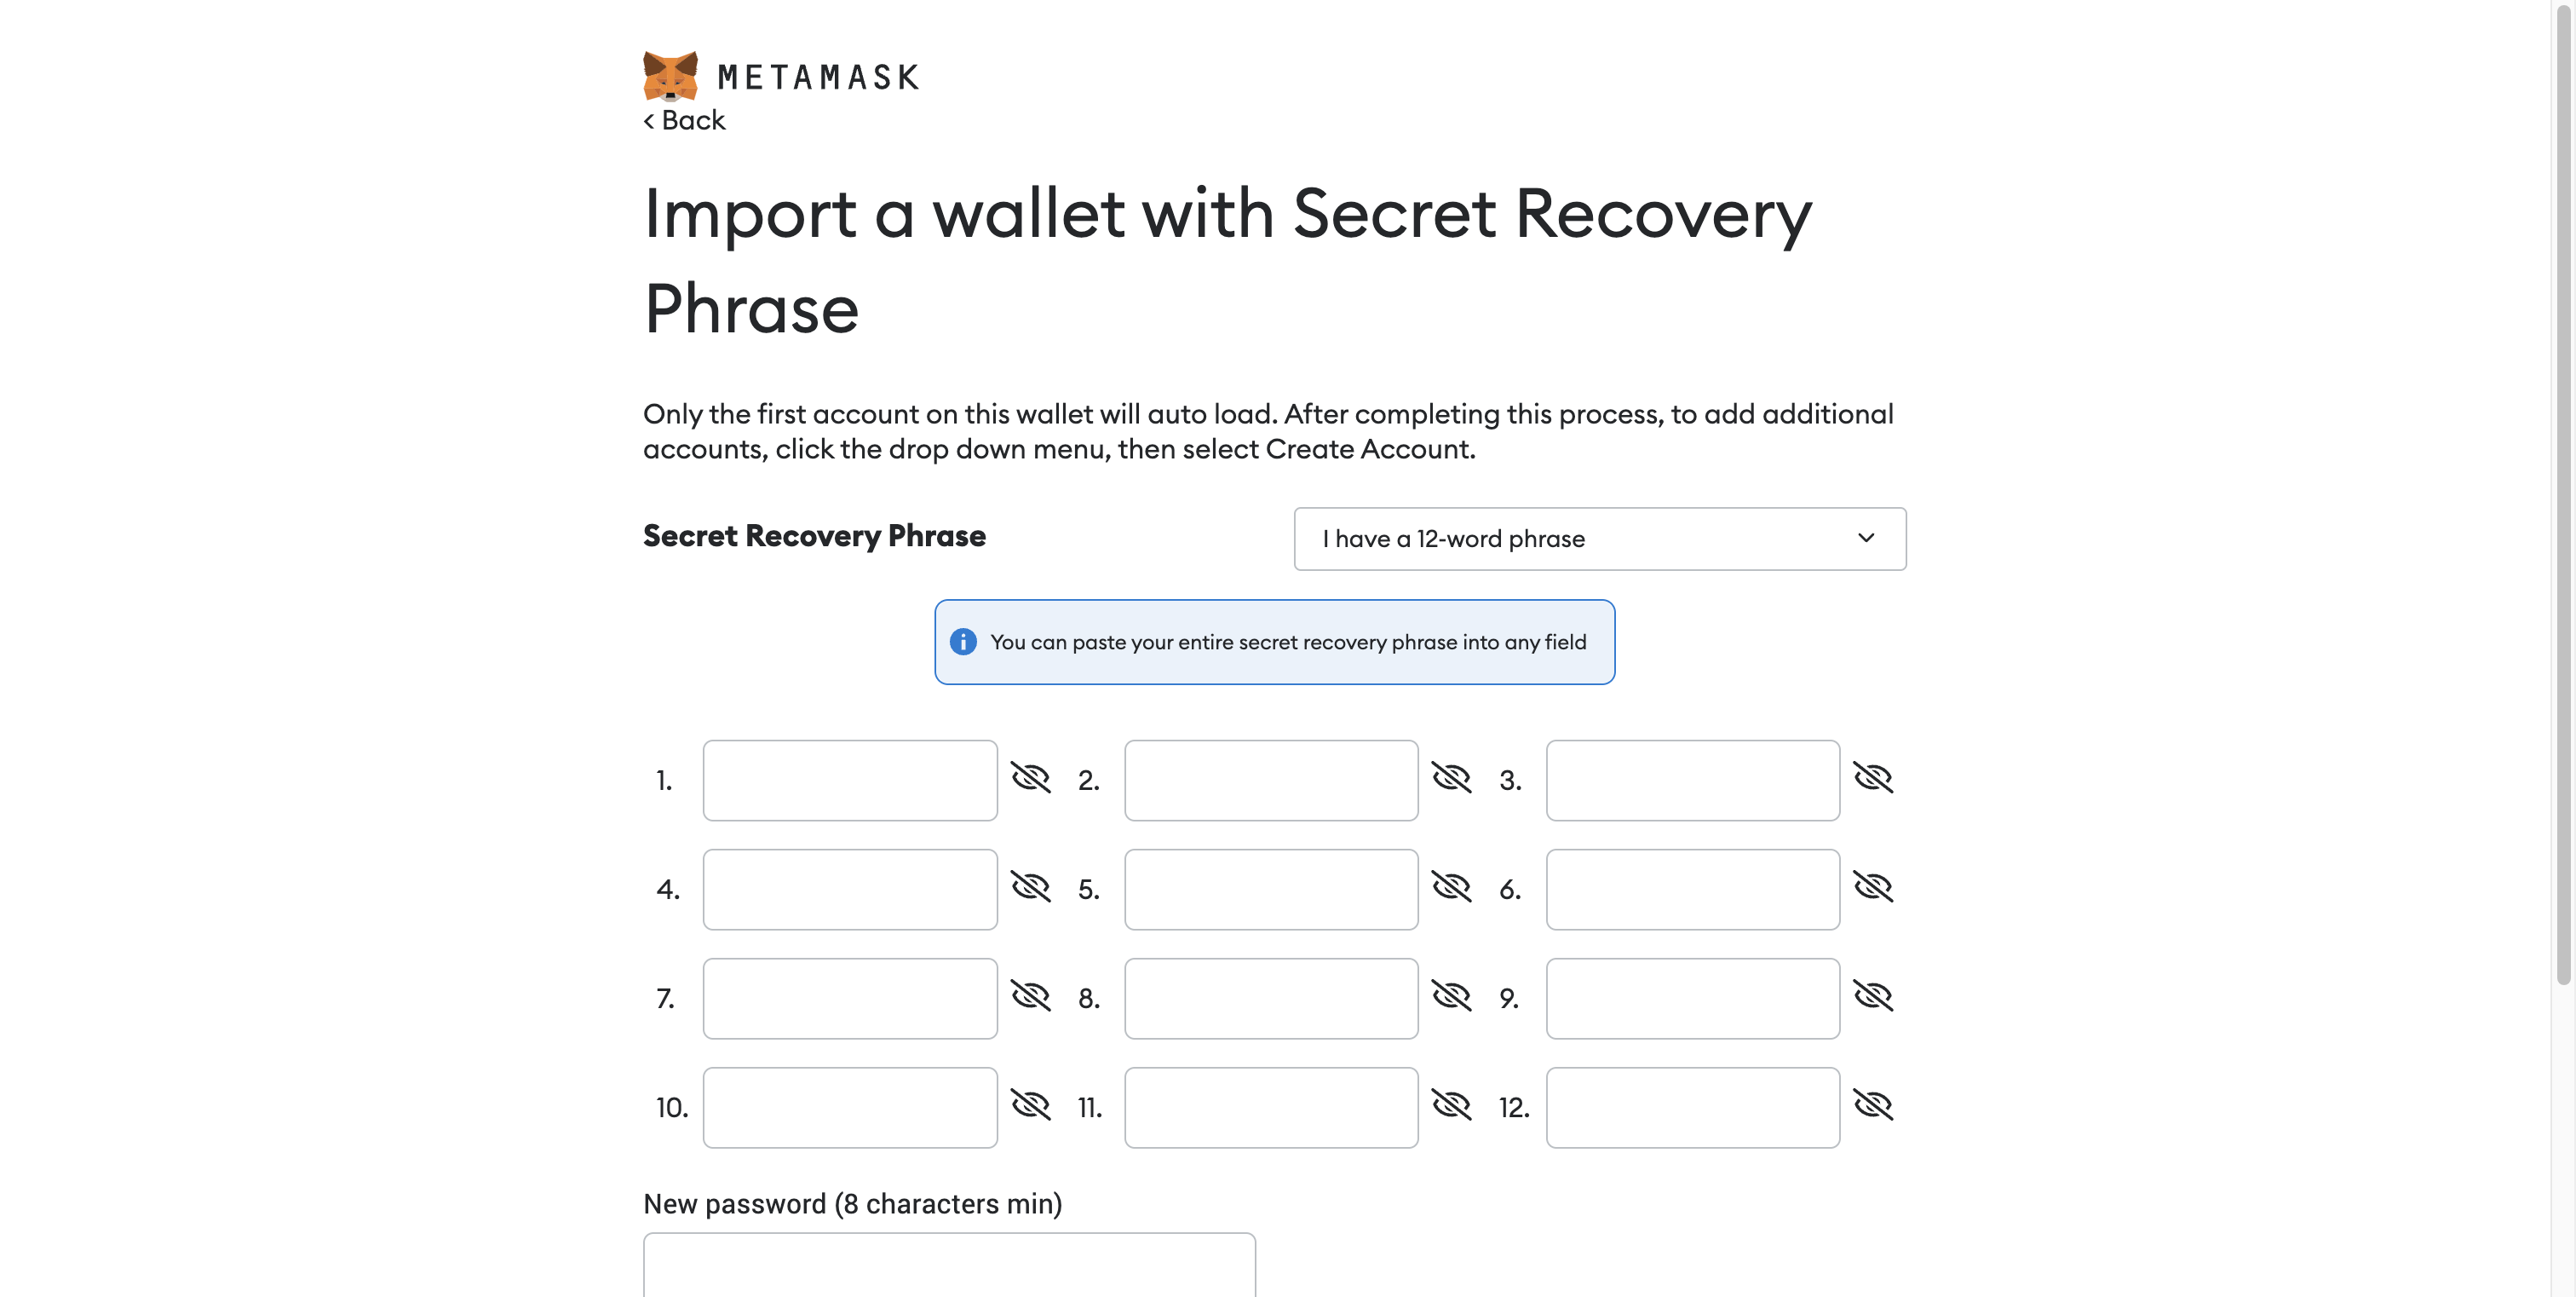 METAMASK
< Back
Import a wallet with Secret Recovery
Phrase
Only the first account on this wallet will auto load. After completing this process, to add additional
accounts, click the drop down menu, then select Create Account.
Secret Recovery Phrase
I have a 12-word phrase
You can paste your entire secret recovery phrase into any field
1. 2. 3.
4. 5. 6.
7. 8. 9.
10. 11. 12.
New password (8 characters min)